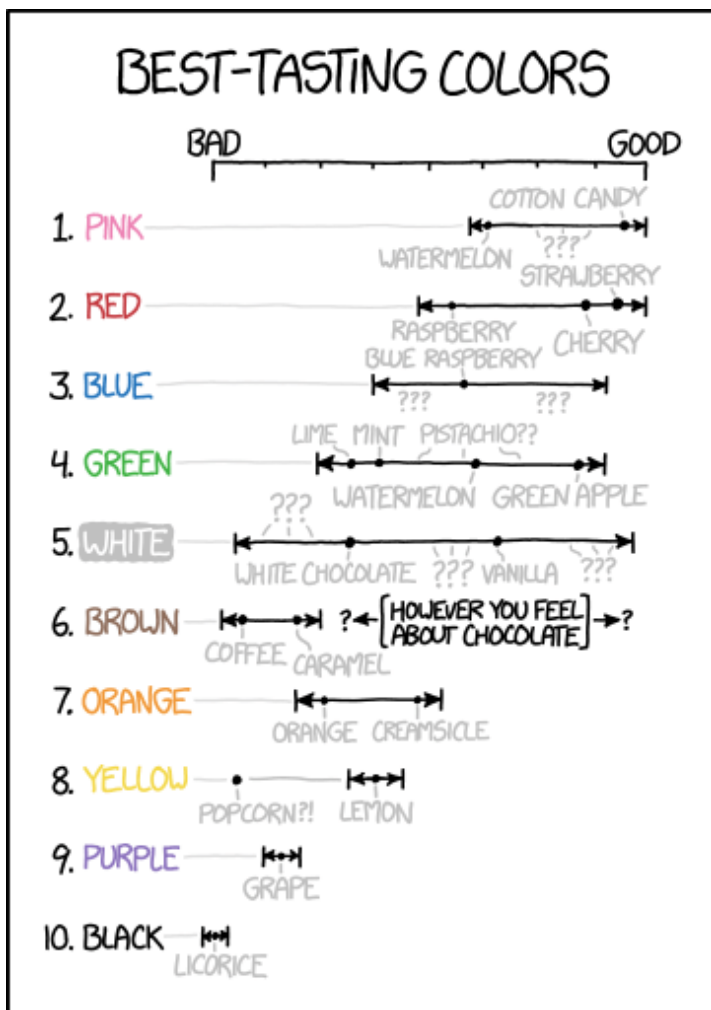 BEST-TASTING COLORS
BAD GOOD
COTTON CANDY
1. PINK
WATERMELON ???
STRAWBERRY
2. RED
RASPBERRY CHERRY
BLUE RASPBERRY
3. BLUE
??? ???
LIME MINT PISTACHIO??
4. GREEN
WATERMELON GREEN APPLE
???
5. WHITE
WHITE CHOCOLATE ??? VANILLA ???
6. BROWN ? [HOWEVER YOU FEEL
ABOUT CHOCOLATE] ?
COFFEE CARAMEL
7. ORANGE
ORANGE CREAMSICLE
8. YELLOW
POPCORN?! LEMON
9. PURPLE
GRAPE
10. BLACK
LICORICE